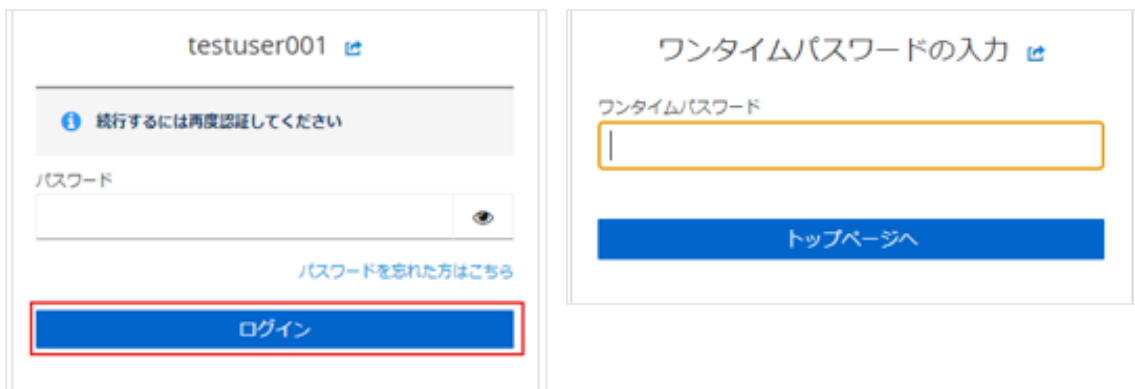 testuser001
続行するには再度認証してください
パスワード
パスワードを忘れた方はこちら
ログイン
ワンタイムパスワードの入力
ワンタイムパスワード
トップページへ